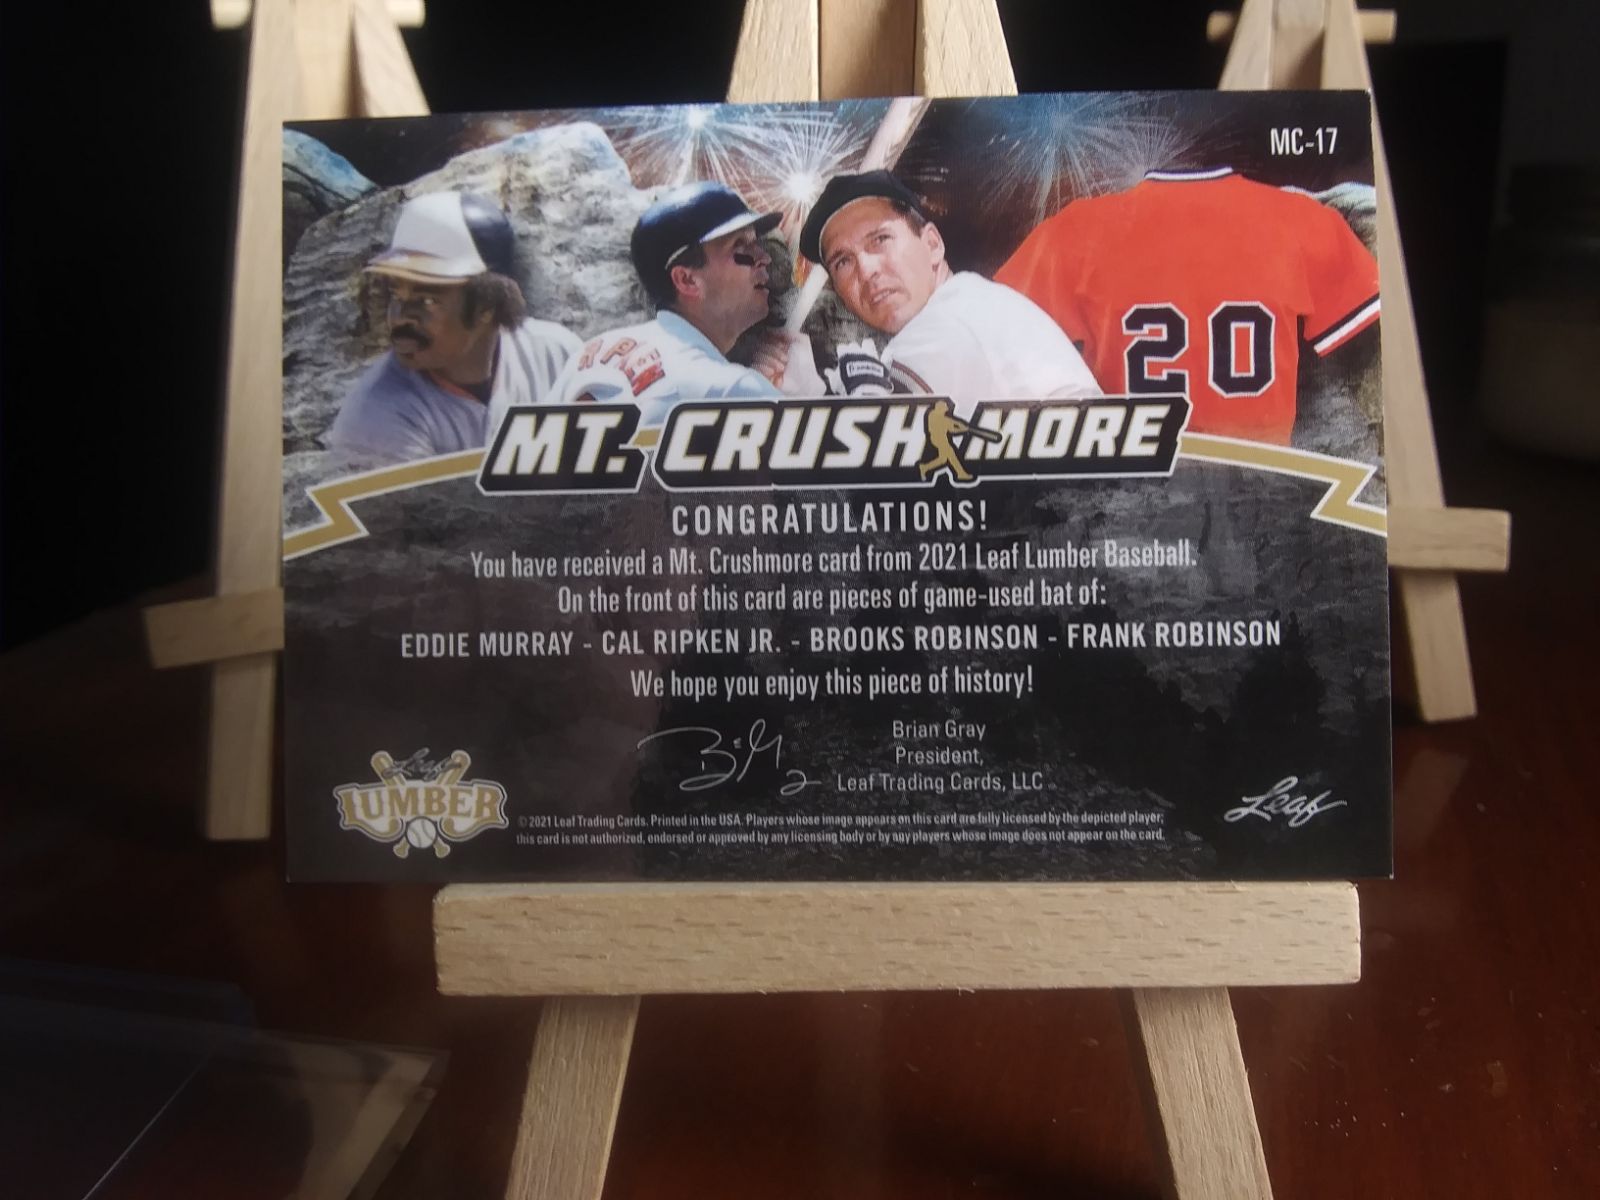 MC-17
RIPKEN
20
Franklin
MT. CRUSHMORE
CONGRATULATIONS!
You have received a Mt. Crushmore card from 2021 Leaf Lumber Baseball.
On the front of this card are pieces of game-used bat of:
EDDIE MURRAY - CAL RIPKEN JR. - BROOKS ROBINSON - FRANK ROBINSON
We hope you enjoy this piece of history!
Brian Gray
President,
Leaf Trading Cards, LLC
Leaf
LUMBER
Leaf
© 2021 Leaf Trading Cards. Printed in the USA. Players whose image appears on this card are fully licensed by the depicted player;
this card is not authorized, endorsed or approved by any licensing body or by any players whose image does not appear on the card.